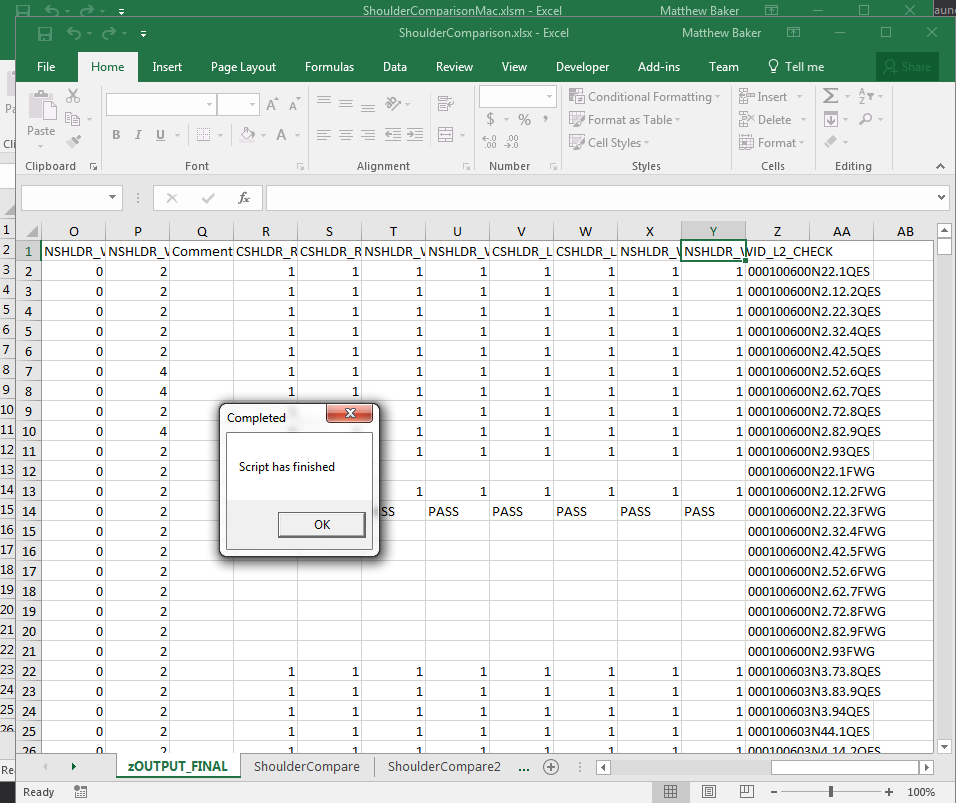 ShoulderComparisonMac.xlsm - Excel Matthew Baker
ShoulderComparison.xlsx - Excel Matthew Baker
File Home Insert Page Layout Formulas Data Review View Developer Add-ins Team Tell me Share
Paste
Conditional Formatting
Format as Table
Cell Styles
Insert
Delete
Format
Clipboard Font Alignment Number Styles Cells Editing
O P Q R S T U V W X Y Z AA AB
1 NSHLDR_V NSHLDR_V Comment CSHLDR_R CSHLDR_R NSHLDR_V NSHLDR_V CSHLDR_L CSHLDR_L NSHLDR_V NSHLDR_V VID_L2_CHECK
2 0 2 1 1 1 1 1 1 1 1 000100600N22.1QES
3 0 2 1 1 1 1 1 1 1 1 000100600N2.12.2QES
4 0 2 1 1 1 1 1 1 1 1 000100600N2.22.3QES
5 0 2 1 1 1 1 1 1 1 1 000100600N2.32.4QES
6 0 2 1 1 1 1 1 1 1 1 000100600N2.42.5QES
7 0 4 1 1 1 1 1 1 1 1 000100600N2.52.6QES
8 0 4 1 1 1 1 1 1 1 1 000100600N2.62.7QES
9 0 2 1 1 1 1 1 1 000100600N2.72.8QES
10 0 4 1 1 1 1 1 1 000100600N2.82.9QES
11 0 2 1 1 1 1 1 1 000100600N2.93QES
12 0 2 000100600N22.1FWG
13 0 2 1 1 1 1 1 1 000100600N2.12.2FWG
14 0 2 PASS PASS PASS PASS PASS 000100600N2.22.3FWG
15 0 2 000100600N2.32.4FWG
16 0 2 000100600N2.42.5FWG
17 0 2 000100600N2.52.6FWG
18 0 2 000100600N2.62.7FWG
19 0 2 000100600N2.72.8FWG
20 0 2 000100600N2.82.9FWG
21 0 2 000100600N2.93FWG
22 0 2 1 1 1 1 1 1 1 1 000100603N3.73.8QES
23 0 2 1 1 1 1 1 1 1 1 000100603N3.83.9QES
24 0 2 1 1 1 1 1 1 1 1 000100603N3.94QES
25 0 2 1 1 1 1 1 1 1 1 000100603N44.1QES
26 0 2 1 1 1 1 1 1 1 1 000100603N4.14.2QES
Completed
Script has finished
OK
zOUTPUT_FINAL ShoulderCompare ShoulderCompare2 ...
Ready 100%